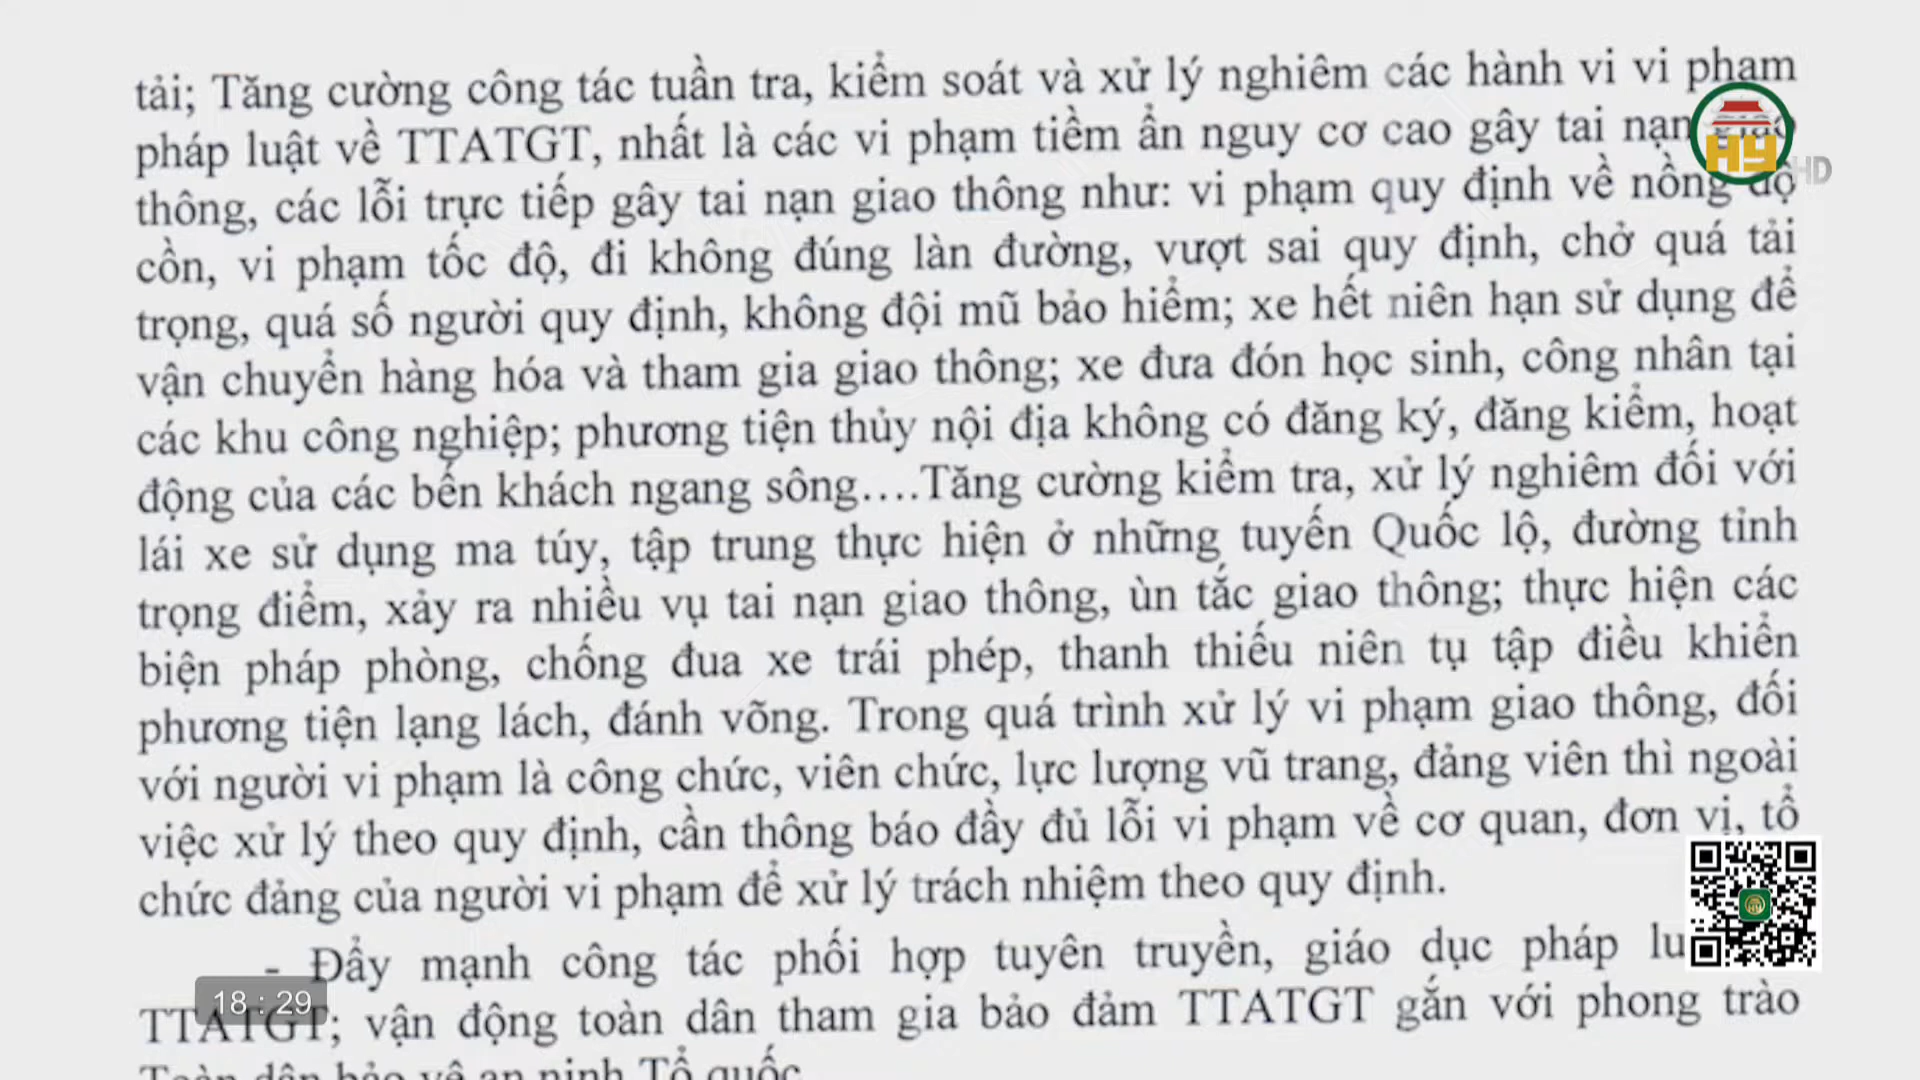 tải; Tăng cường công tác tuần tra, kiểm soát và xử lý nghiêm các hành vi vi phạm
pháp luật về TTATGT, nhất là các vi phạm tiềm ẩn nguy cơ cao gây tai nạn giao
thông, các lỗi trực tiếp gây tai nạn giao thông như: vi phạm quy định về nồng độ
cồn, vi phạm tốc độ, đi không đúng làn đường, vượt sai quy định, chở quá tải
trọng, quá số người quy định, không đội mũ bảo hiểm; xe hết niên hạn sử dụng để
vận chuyển hàng hóa và tham gia giao thông; xe đưa đón học sinh, công nhân tại
các khu công nghiệp; phương tiện thủy nội địa không có đăng ký, đăng kiểm, hoạt
động của các bến khách ngang sông....Tăng cường kiểm tra, xử lý nghiêm đối với
lái xe sử dụng ma túy, tập trung thực hiện ở những tuyến Quốc lộ, đường tỉnh
trọng điểm, xảy ra nhiều vụ tai nạn giao thông, ùn tắc giao thông; thực hiện các
biện pháp phòng, chống đua xe trái phép, thanh thiếu niên tụ tập điều khiển
phương tiện lạng lách, đánh võng. Trong quá trình xử lý vi phạm giao thông, đối
với người vi phạm là công chức, viên chức, lực lượng vũ trang, đảng viên thì ngoài
việc xử lý theo quy định, cần thông báo đầy đủ lỗi vi phạm về cơ quan, đơn vị, tổ
chức đảng của người vi phạm để xử lý trách nhiệm theo quy định.
- Đẩy mạnh công tác phối hợp tuyên truyền, giáo dục pháp
TTATGT; vận động toàn dân tham gia bảo đảm TTATGT gắn với phong trào
Toàn dân bảo vệ an ninh Tổ quốc
HY HD
18 : 29